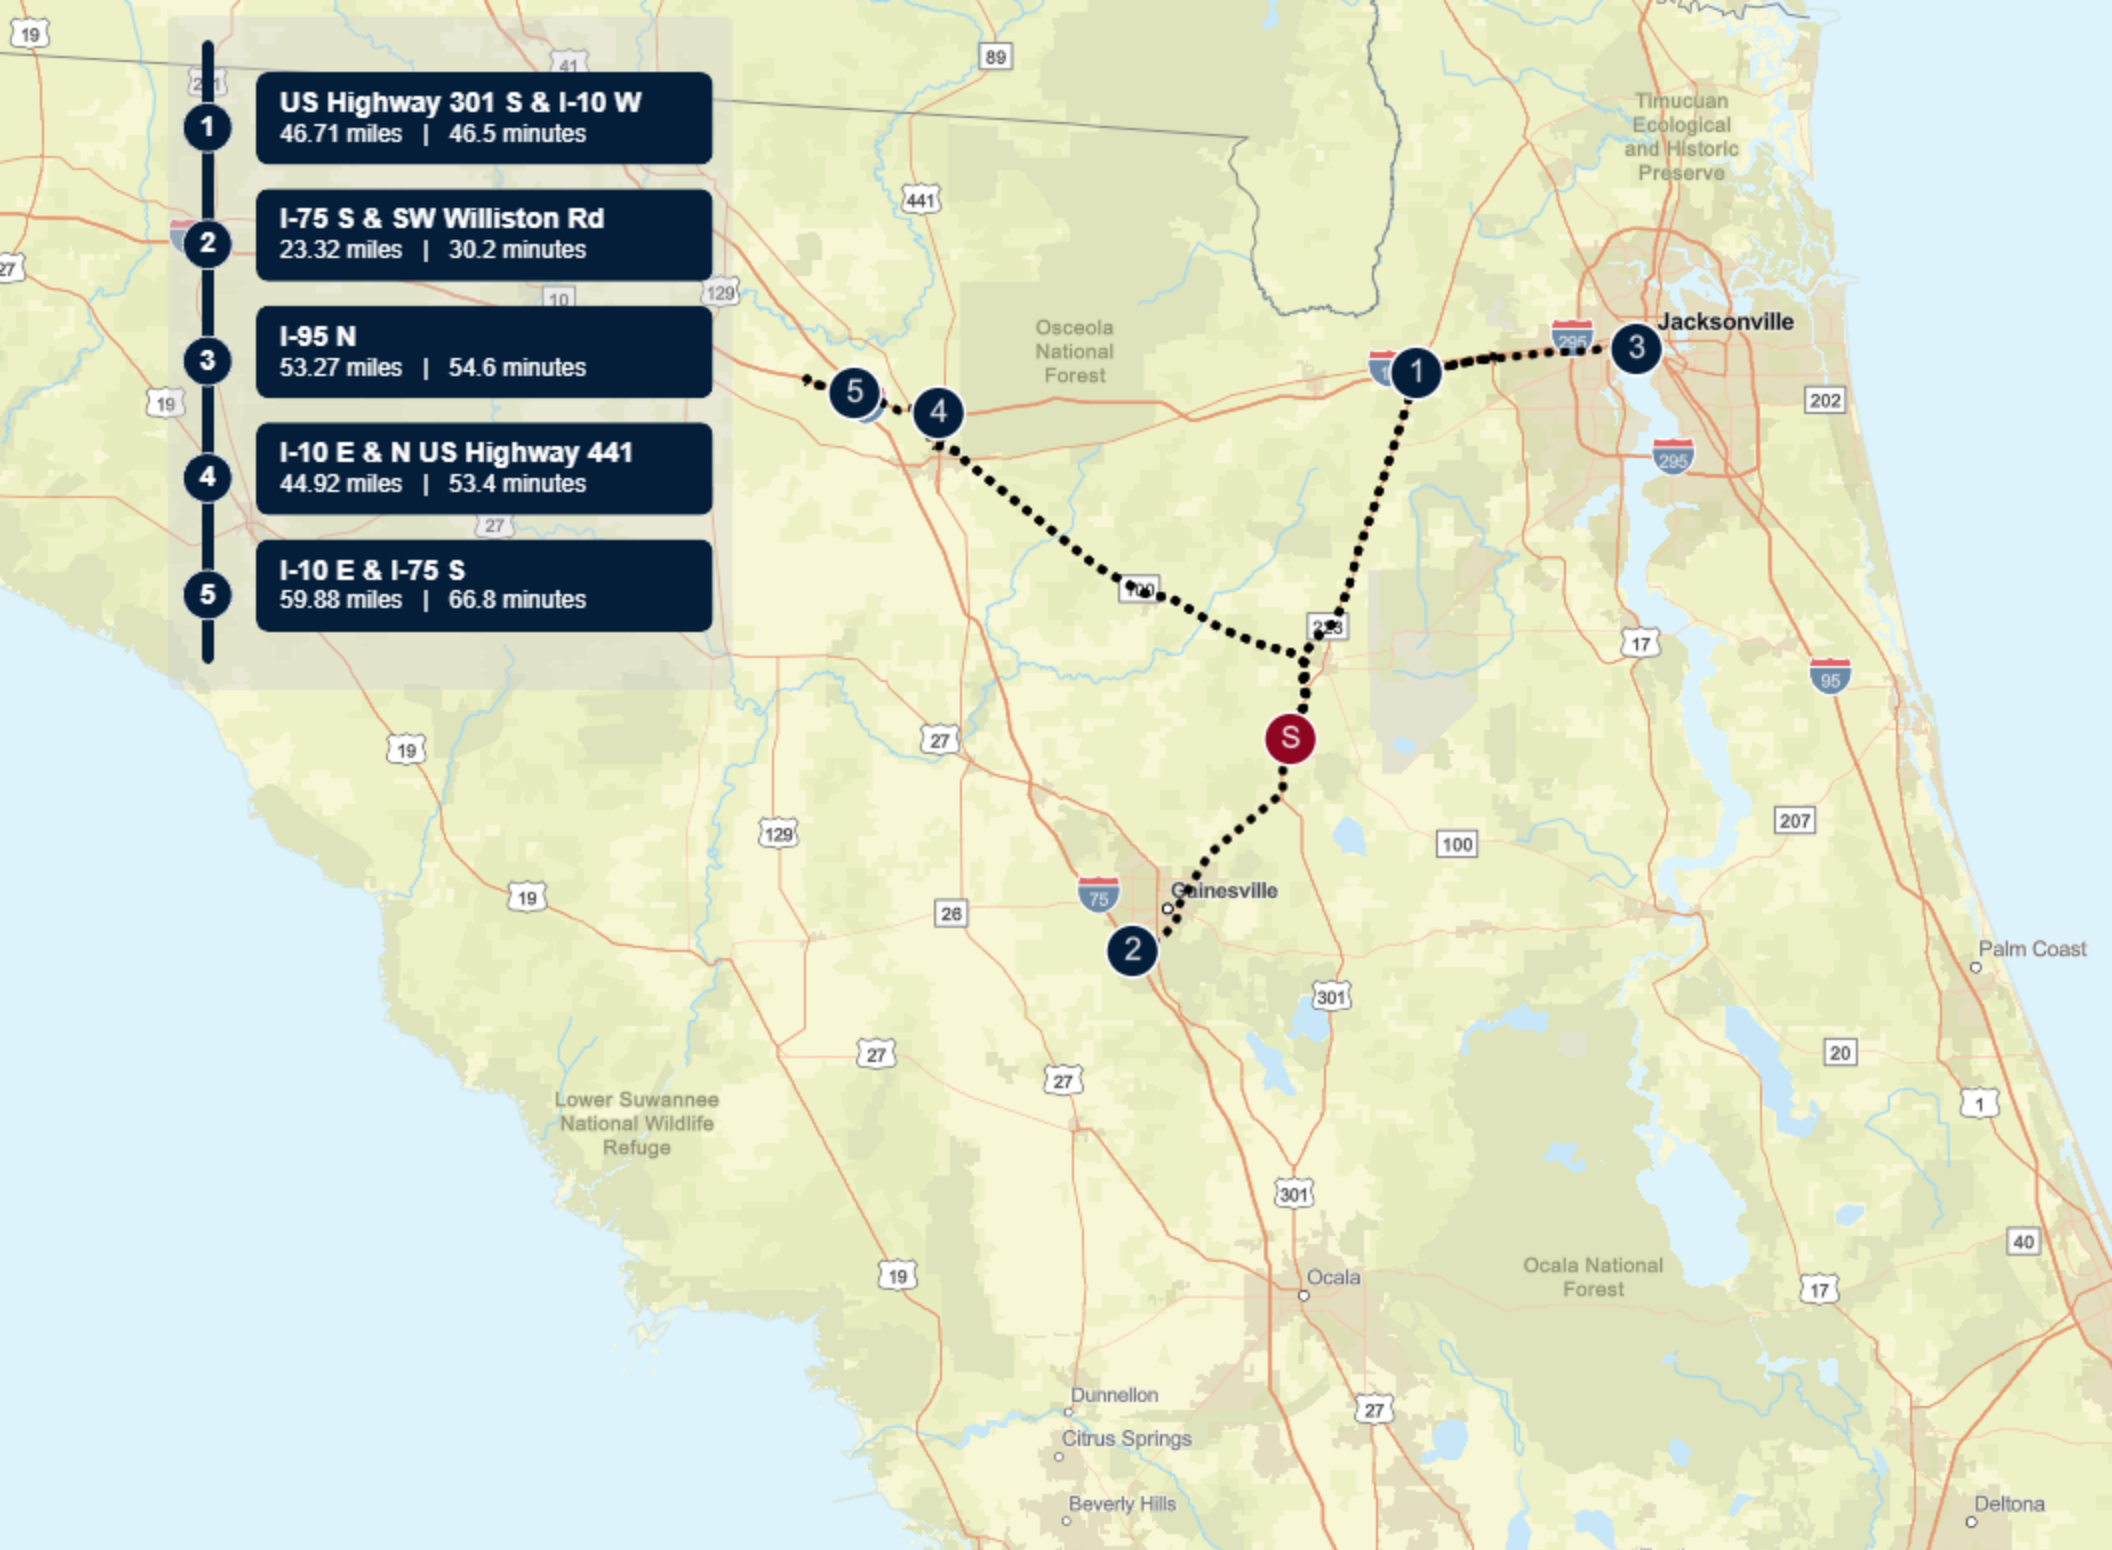 1
US Highway 301 S & I-10 W
46.71 miles | 46.5 minutes
2
I-75 S & SW Williston Rd
23.32 miles | 30.2 minutes
3
I-95 N
53.27 miles | 54.6 minutes
4
I-10 E & N US Highway 441
44.92 miles | 53.4 minutes
5
I-10 E & I-75 S
59.88 miles | 66.8 minutes
19
41
89
Timucuan
Ecological
and Historic
Preserve
441
27
10
129
Osceola
National
Forest
295
Jacksonville
1
3
5
4
19
202
295
27
100
223
17
95
S
19
27
129
207
100
75
Gainesville
19
26
2
301
Palm Coast
27
27
20
Lower Suwannee
National Wildlife
Refuge
1
301
40
19
Ocala
Ocala National
Forest
17
Dunnellon
27
Citrus Springs
Beverly Hills
Deltona